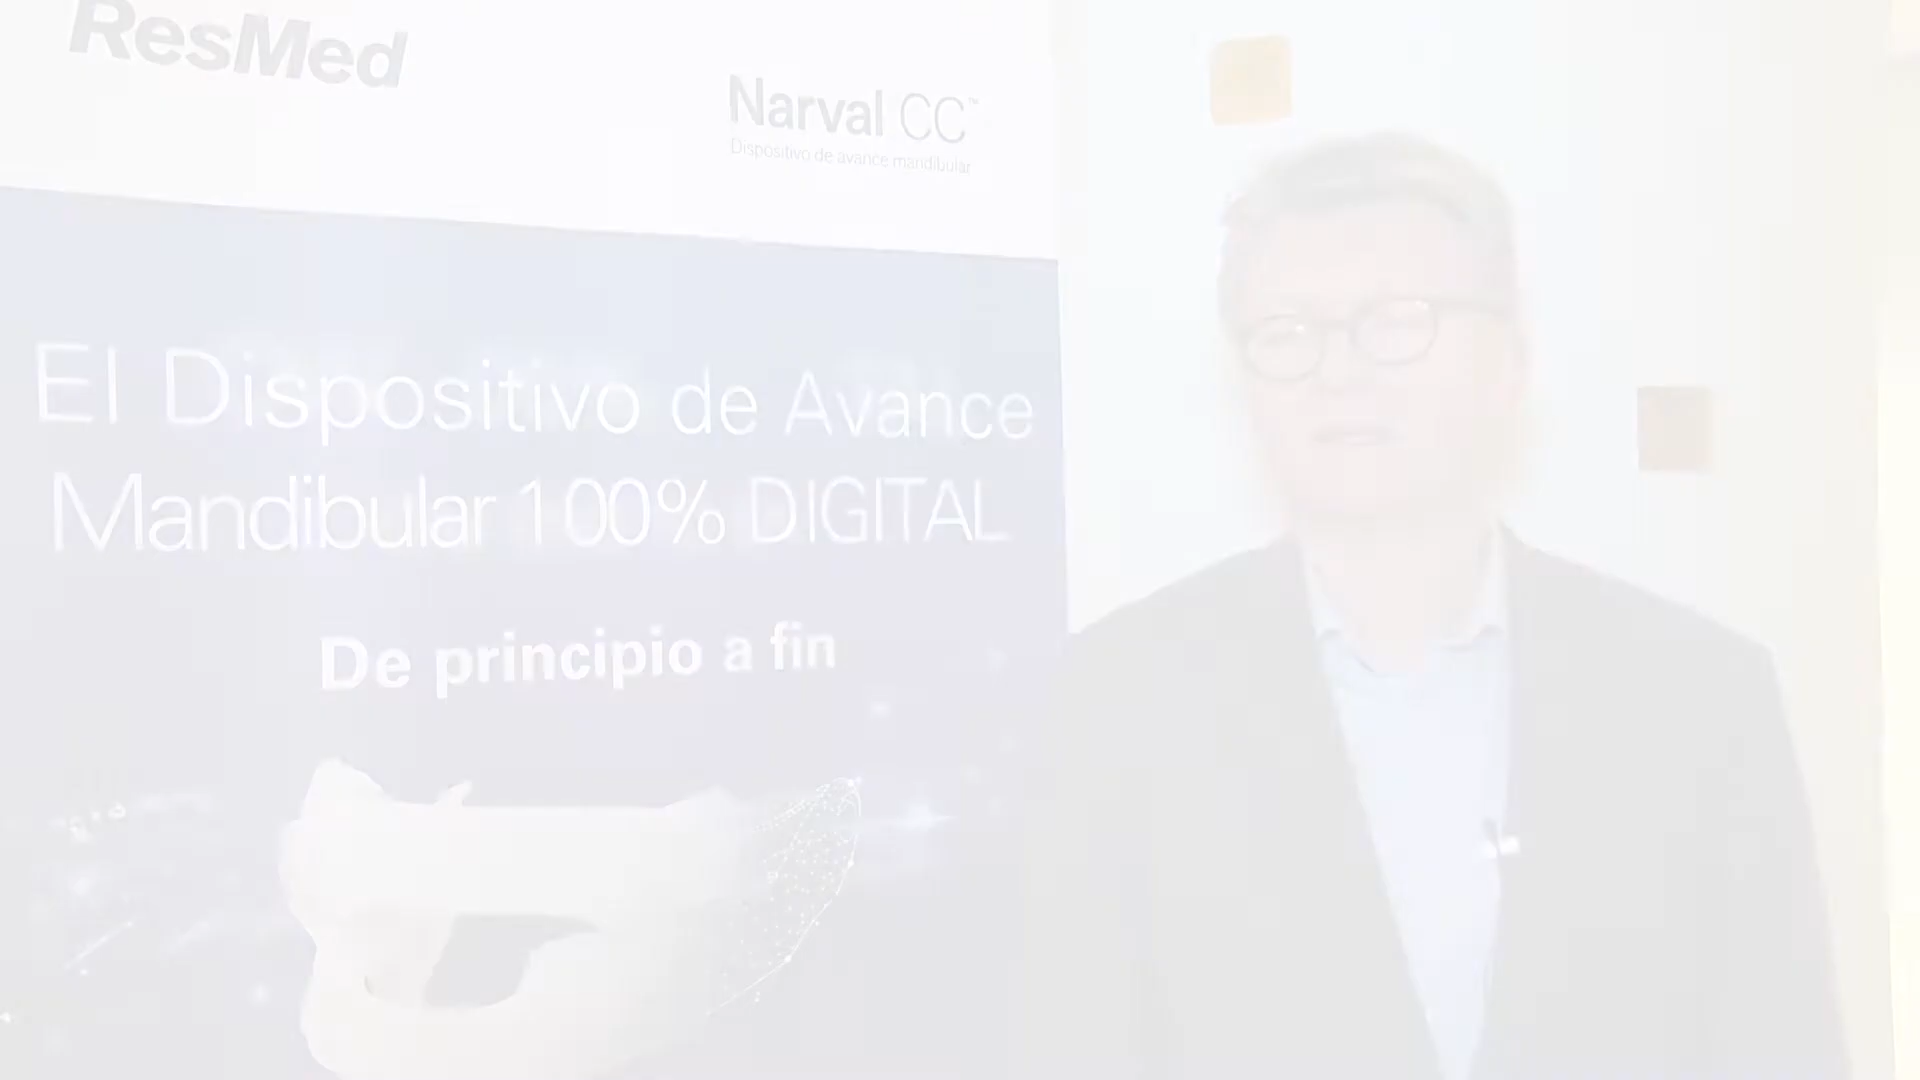 ResMed
Narval CC™
Dispositivo de avance mandibular
El Dispositivo de Avance
Mandibular 100% DIGITAL
De principio a fin